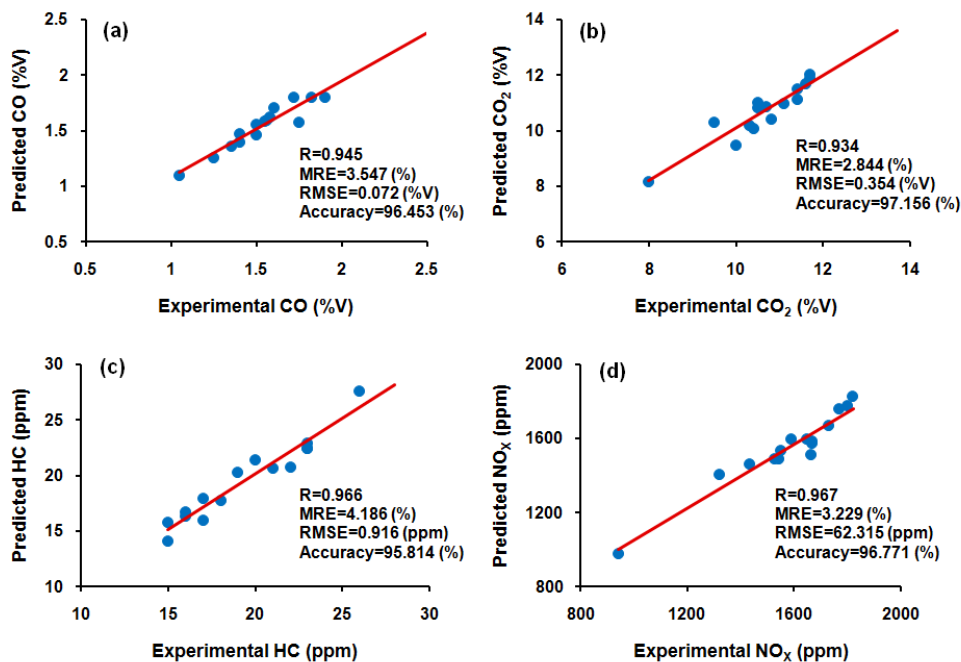 (a)
Predicted CO (%V)
2.5
2
1.5
1
0.5
0.5
1
1.5
2
2.5
R=0.945
MRE=3.547 (%)
RMSE=0.072 (%V)
Accuracy=96.453 (%)
Experimental CO (%V)
(b)
Predicted CO₂ (%V)
14
12
10
8
6
6
8
10
12
14
R=0.934
MRE=2.844 (%)
RMSE=0.354 (%V)
Accuracy=97.156 (%)
Experimental CO₂ (%V)
(c)
Predicted HC (ppm)
30
25
20
15
10
10
15
20
25
30
R=0.966
MRE=4.186 (%)
RMSE=0.916 (ppm)
Accuracy=95.814 (%)
Experimental HC (ppm)
(d)
Predicted NOₓ (ppm)
2000
1600
1200
800
800
1200
1600
2000
R=0.967
MRE=3.229 (%)
RMSE=62.315 (ppm)
Accuracy=96.771 (%)
Experimental NOₓ (ppm)